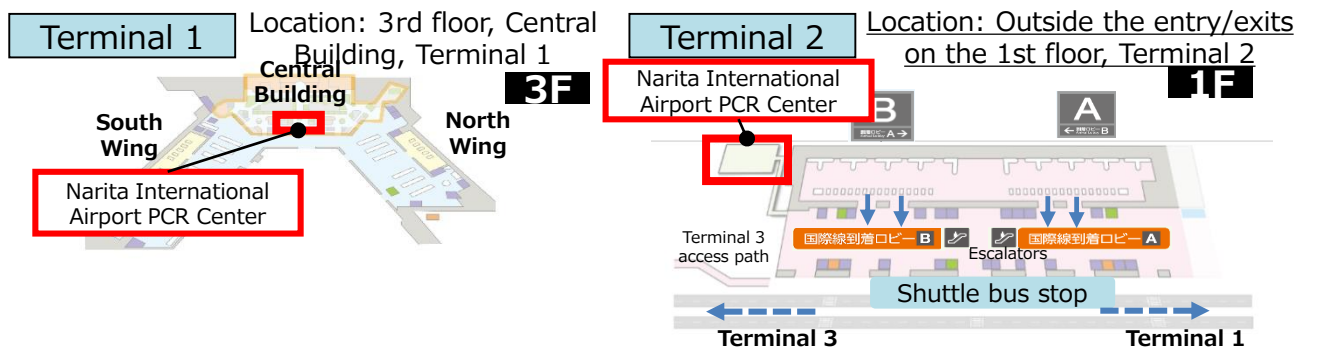 Terminal 1
Location: 3rd floor, Central
Building, Terminal 1
3F
Central
Building
South
Wing
North
Wing
Narita International
Airport PCR Center
Terminal 2
Location: Outside the entry/exits
on the 1st floor, Terminal 2
1F
Narita International
Airport PCR Center
B
A→
A
← B
Terminal 3
access path
国際線到着ロビー B
国際線到着ロビー A
Escalators
Shuttle bus stop
Terminal 3
Terminal 1